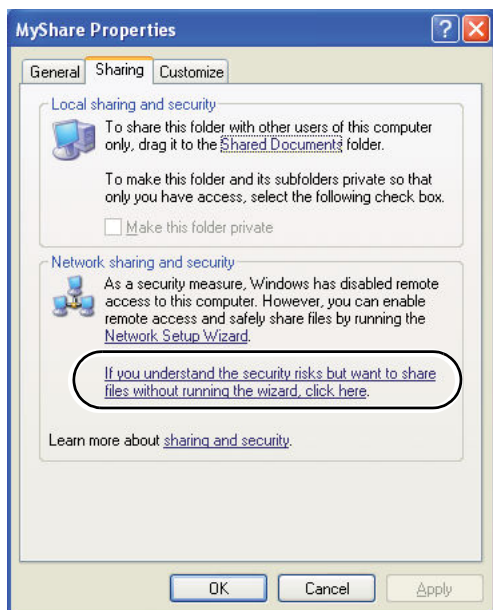 MyShare Properties
General Sharing Customize
Local sharing and security
To share this folder with other users of this computer
only, drag it to the Shared Documents folder.
To make this folder and its subfolders private so that
only you have access, select the following check box.
Make this folder private
Network sharing and security
As a security measure, Windows has disabled remote
access to this computer. However, you can enable
remote access and safely share files by running the
Network Setup Wizard.
If you understand the security risks but want to share
files without running the wizard, click here.
Learn more about sharing and security.
OK Cancel Apply